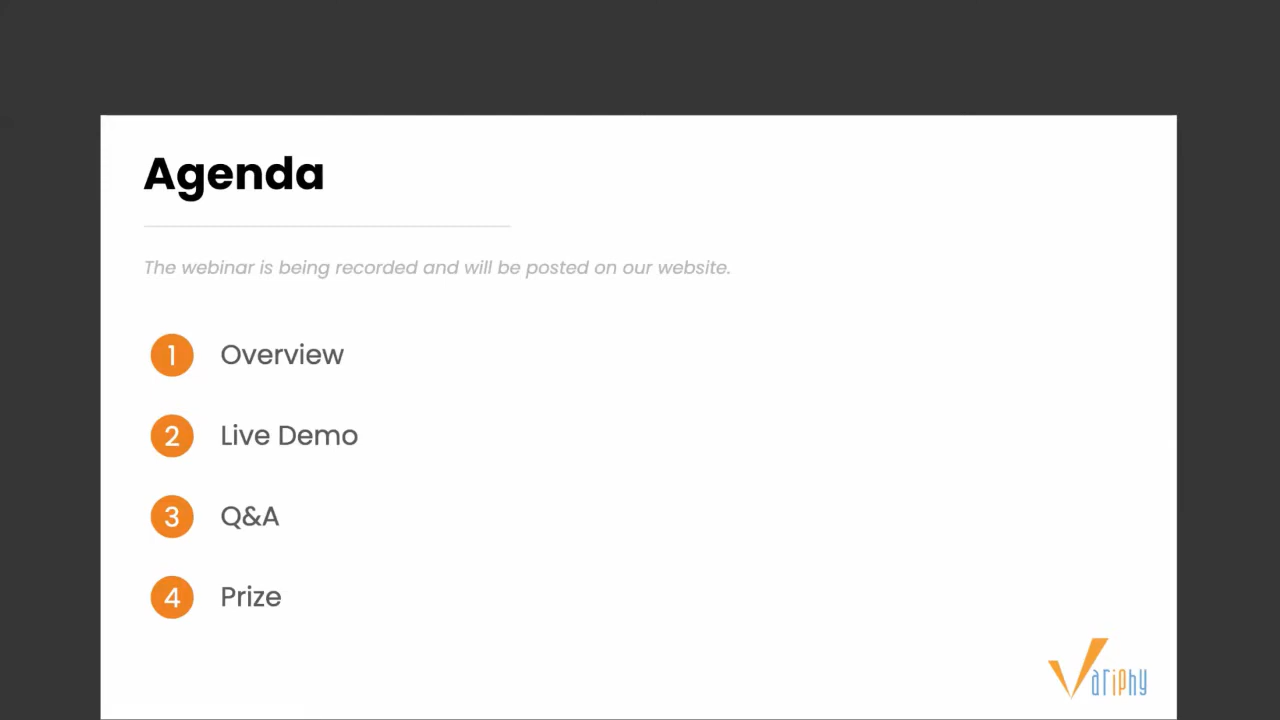 Agenda
The webinar is being recorded and will be posted on our website.
1 Overview
2 Live Demo
3 Q&A
4 Prize
Variphy